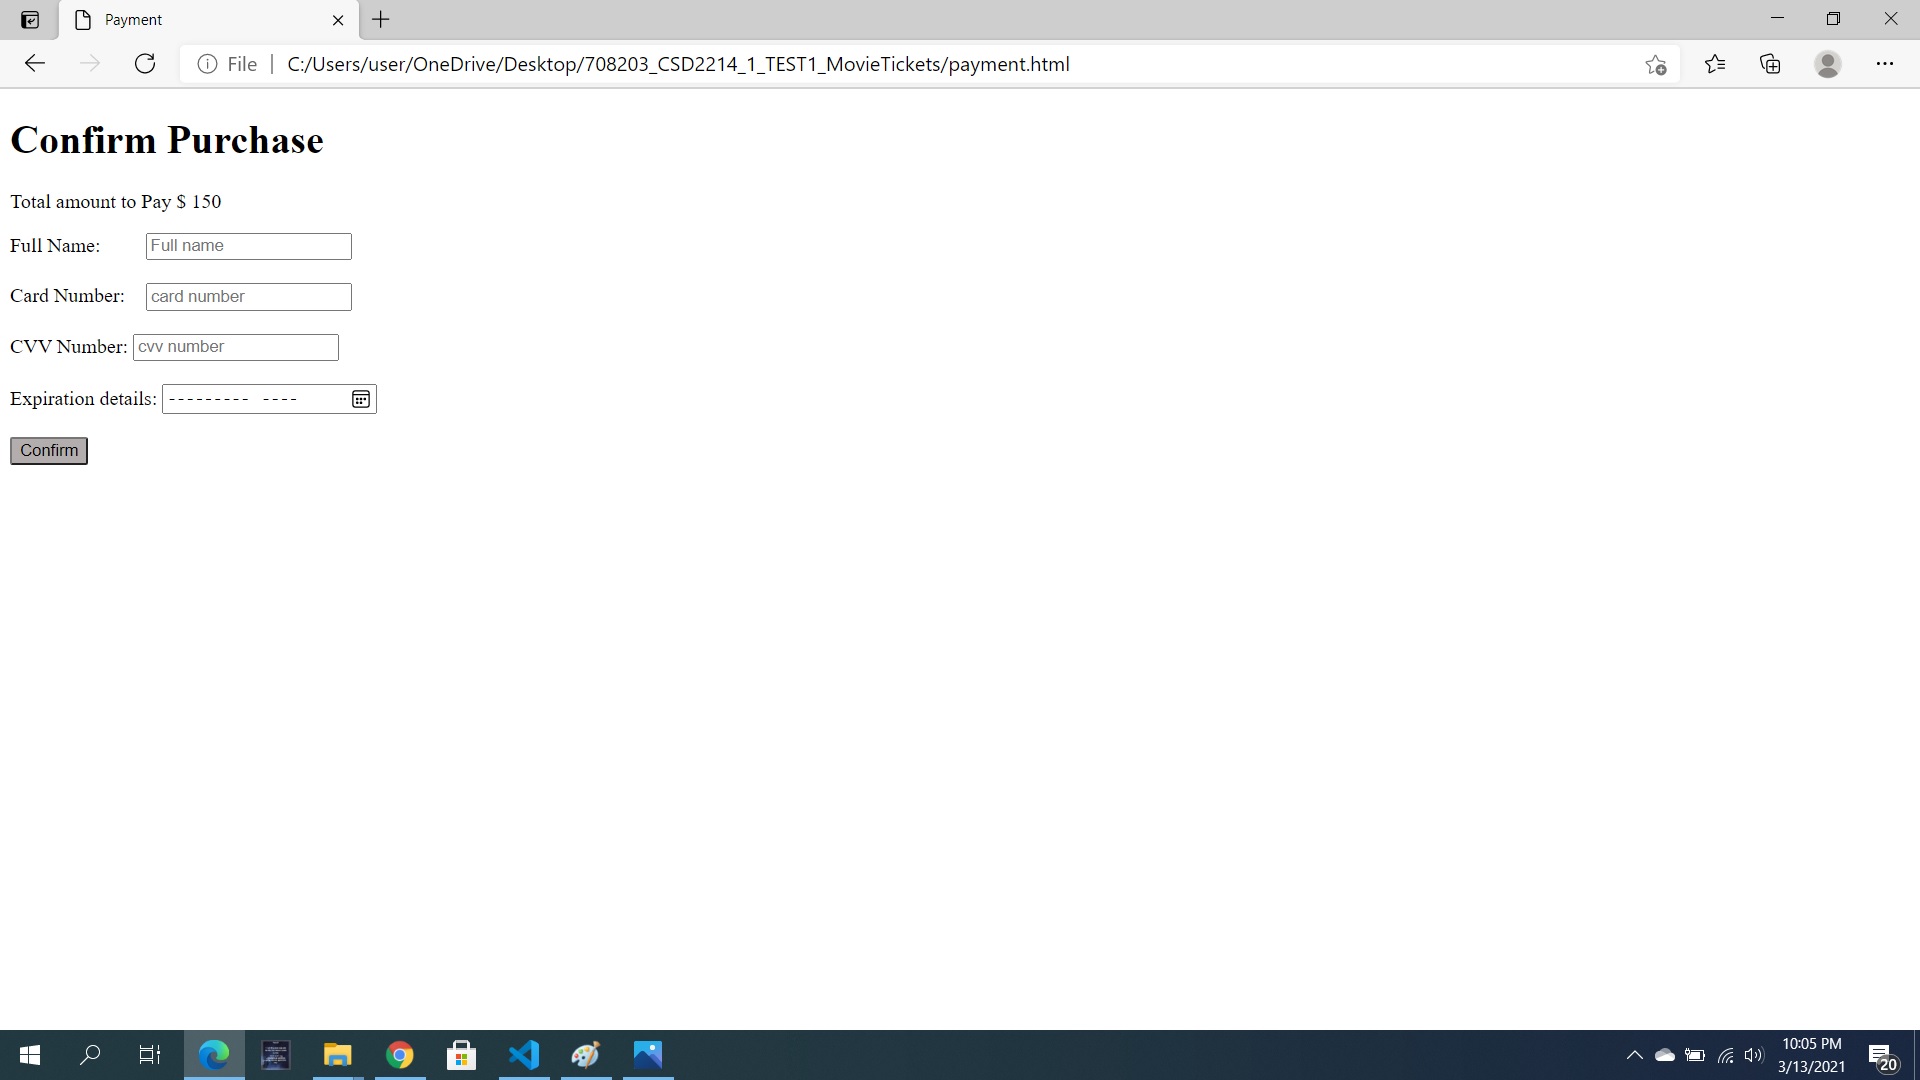 Payment
File | C:/Users/user/OneDrive/Desktop/708203_CSD2214_1_TEST1_MovieTickets/payment.html
Confirm Purchase
Total amount to Pay $ 150
Full Name: Full name
Card Number: card number
CVV Number: cvv number
Expiration details: --------- ----
Confirm
10:05 PM
3/13/2021
20